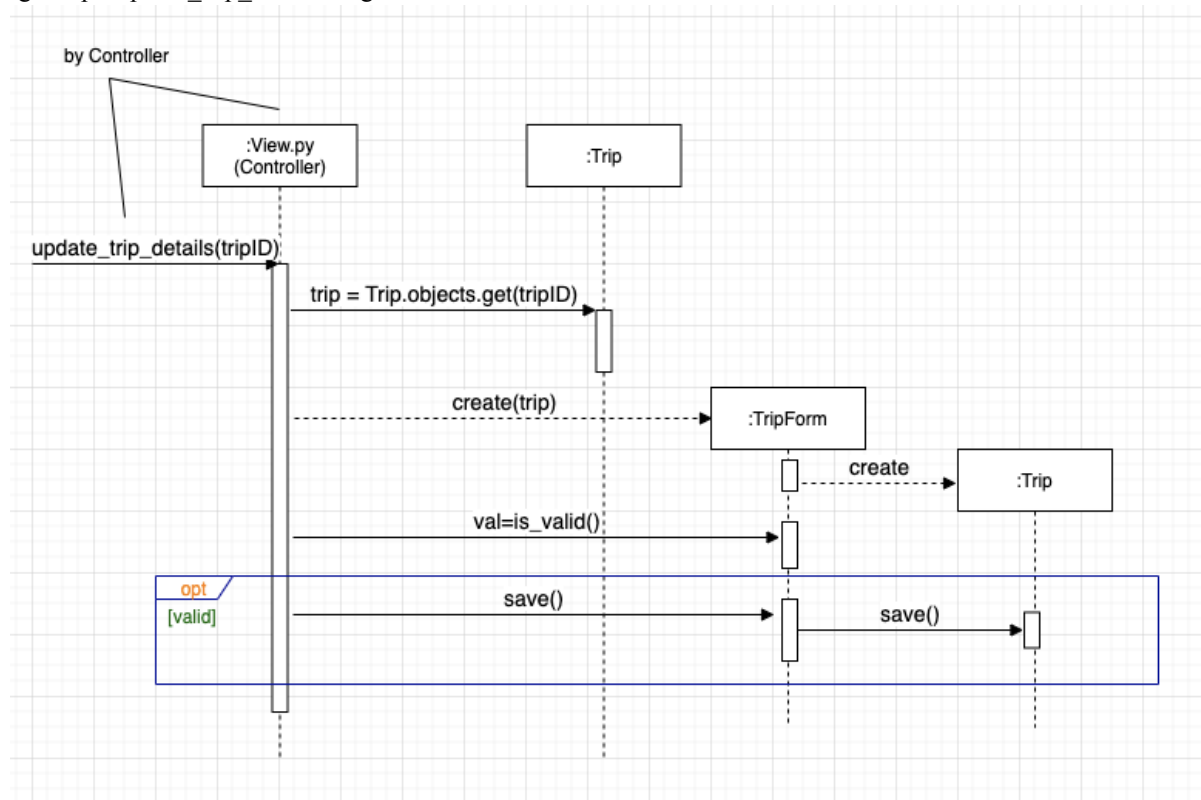 by Controller
:View.py
(Controller)
:Trip
update_trip_details(tripID)
trip = Trip.objects.get(tripID)
create(trip)
:TripForm
create
:Trip
val=is_valid()
opt
[valid]
save()
save()